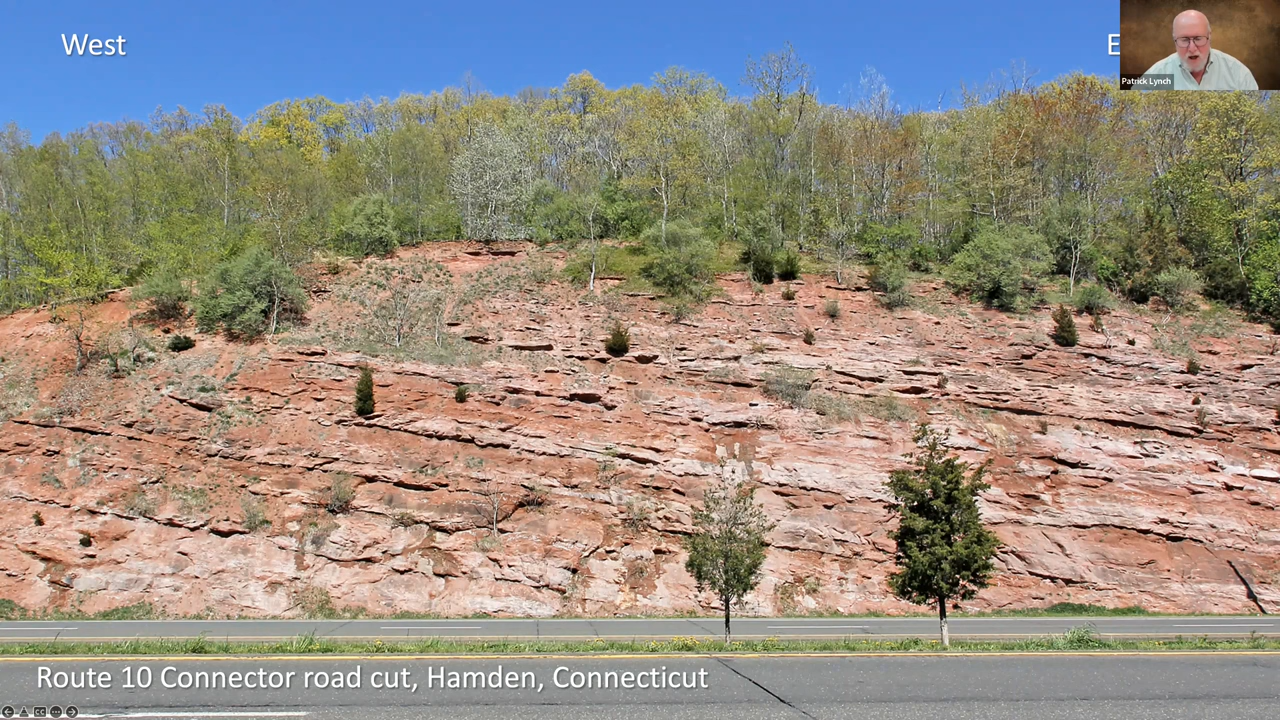 West
Patrick Lynch
Route 10 Connector road cut, Hamden, Connecticut